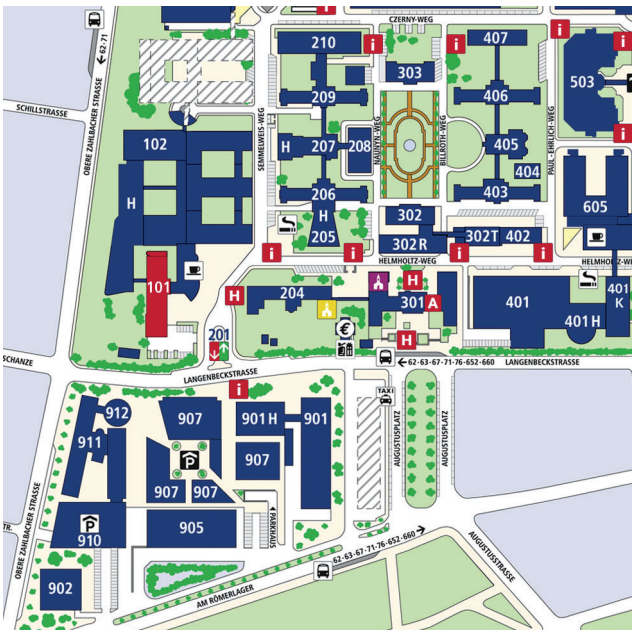 CZERNY-WEG
i
62-71
210
i
i
407
i
303
503
P
SCHILLSTRASSE
OBERE ZAHLBACHER STRASSE
SEMMELWEIS-WEG
209
406
NAUNYN-WEG
BILLROTH-WEG
PAUL-EHRLICH-WEG
i
102
H
207
208
405
404
H
206
403
605
H
205
302
302 R
302T
402
i
i
i
i
HELMHOLTZ-WEG
HELMHOLTZ-WE
101
H
204
H
301
A
401
401
K
401 H
€
H
201
SCHANZE
62-63-67-71-76-652-660
LANGENBECKSTRASSE
LANGENBECKSTRASSE
i
TAXI
912
907
901 H
901
911
P
907
AUGUSTUSPLATZ
AUGUSTUSPLATZ
907
907
P
910
905
PARKHAUS
TR.
OBERE ZAHLBACHER STRASSE
62-63-67-71-76-652-660
AUGUSTUSSTRASSE
902
AM RÖMERLAGER